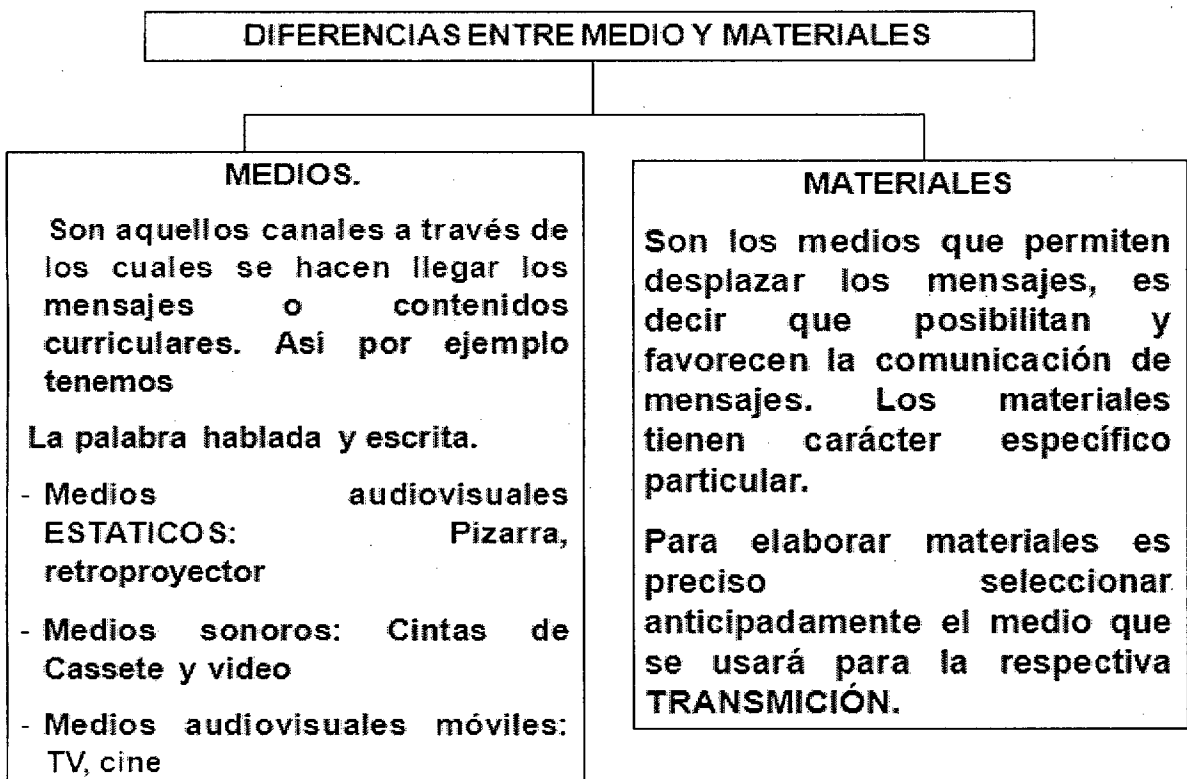 DIFERENCIAS ENTRE MEDIO Y MATERIALES
MEDIOS.
Son aquellos canales a través de
los cuales se hacen llegar los
mensajes o contenidos
curriculares. Así por ejemplo
tenemos
La palabra hablada y escrita.
- Medios audiovisuales
ESTATICOS: Pizarra,
retroproyector
- Medios sonoros: Cintas de
Cassete y video
- Medios audiovisuales móviles:
TV, cine
MATERIALES
Son los medios que permiten
desplazar los mensajes, es
decir que posibilitan y
favorecen la comunicación de
mensajes. Los materiales
tienen carácter específico
particular.
Para elaborar materiales es
preciso seleccionar
anticipadamente el medio que
se usará para la respectiva
TRANSMICIÓN.